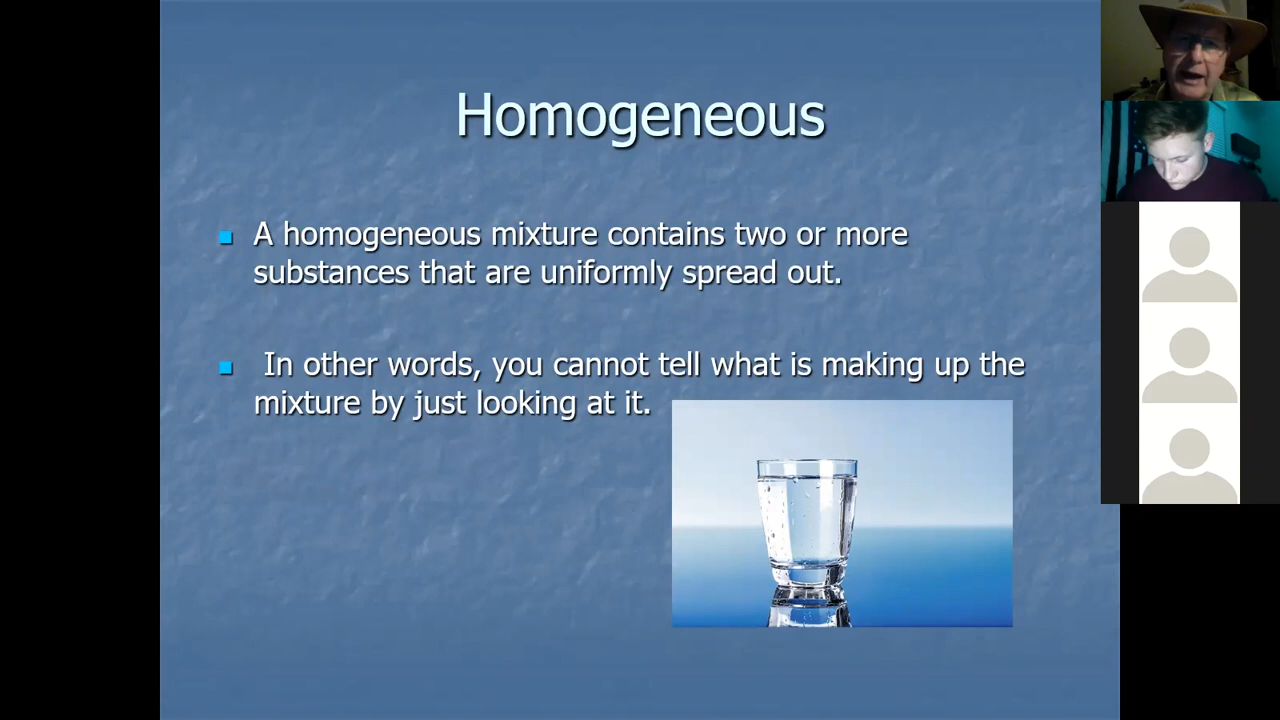 Homogeneous
A homogeneous mixture contains two or more
substances that are uniformly spread out.
In other words, you cannot tell what is making up the
mixture by just looking at it.